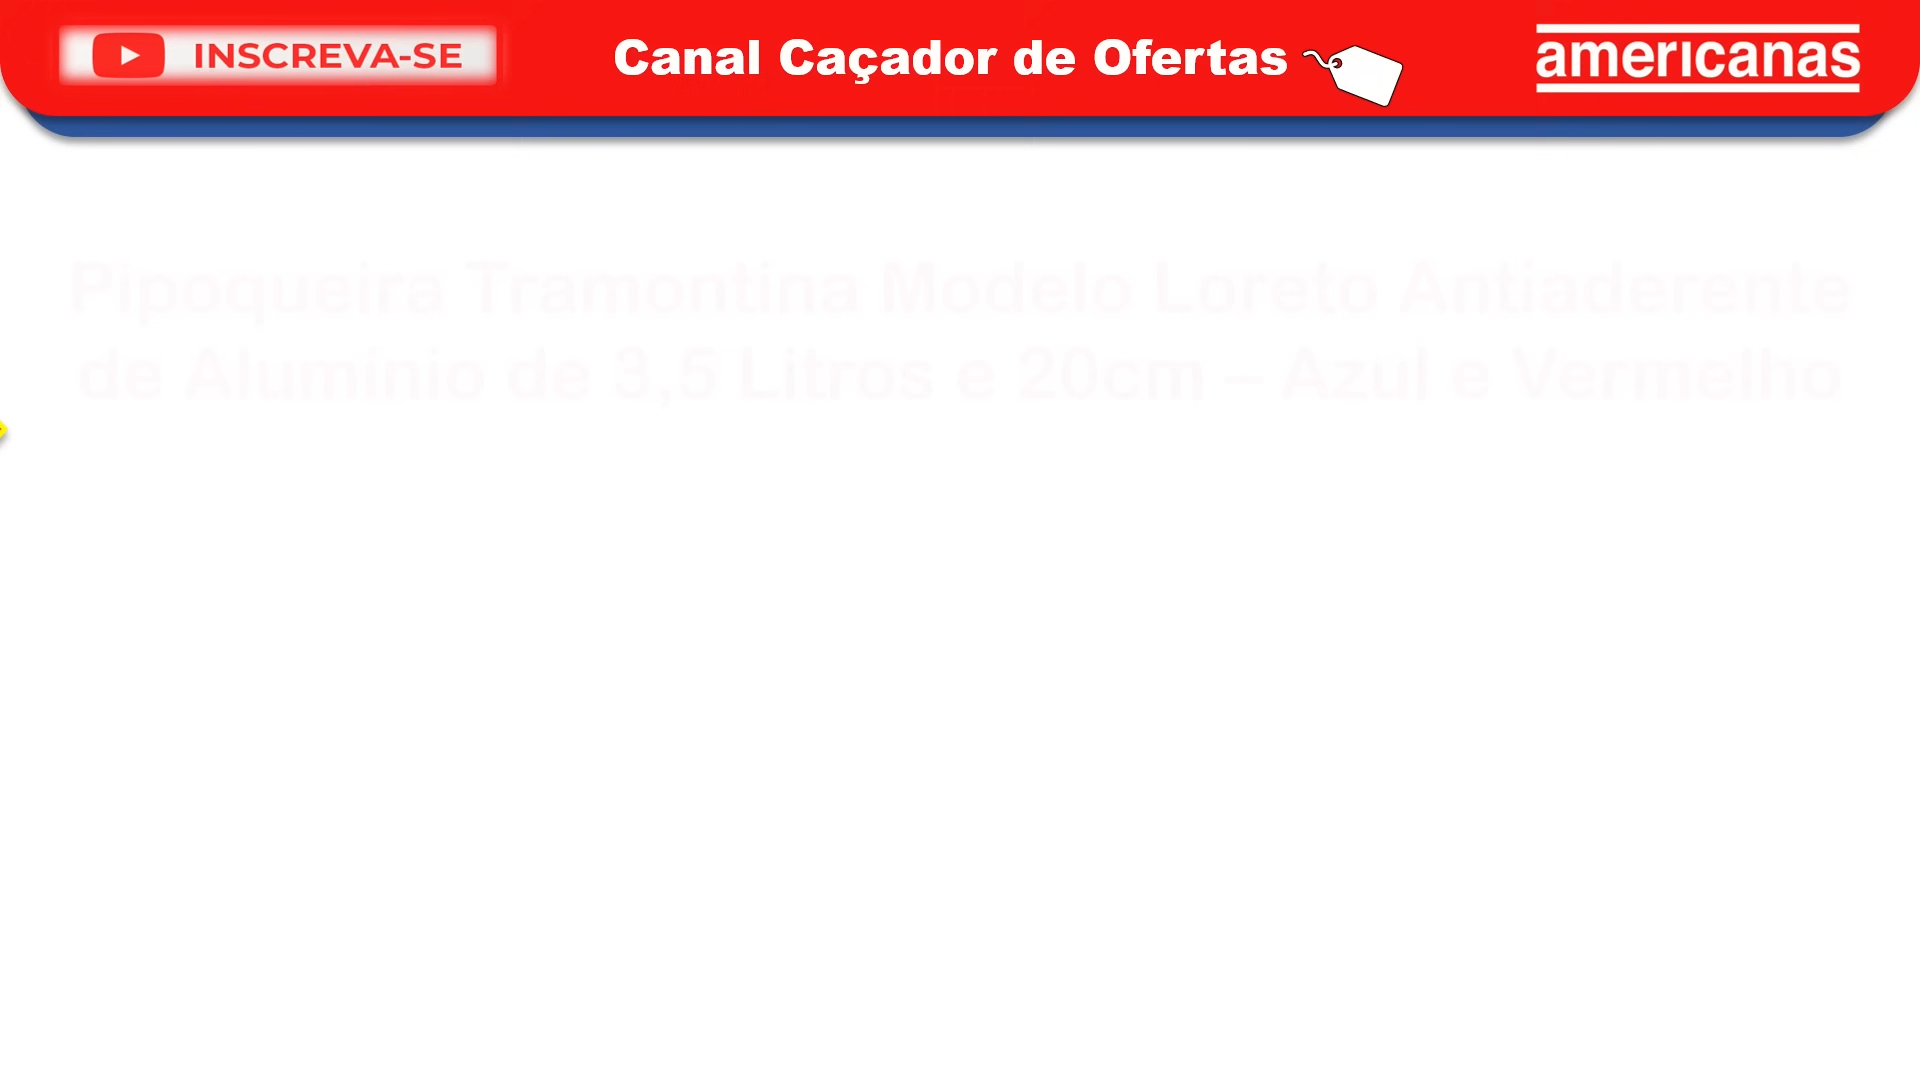 INSCREVA-SE
Canal Caçador de Ofertas
americanas
Pipoqueira Tramontina Modelo Loreto Antiaderente
de Alumínio de 3,5 Litros e 20cm – Azul e Vermelho